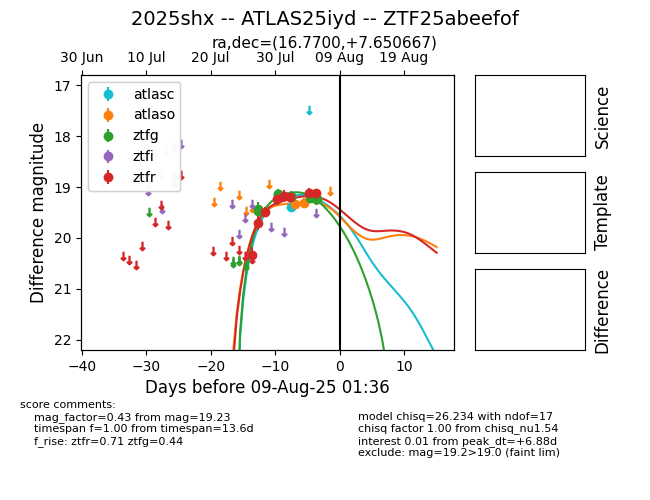 2025shx -- ATLAS25iyd -- ZTF25abeefof
ra,dec=(16.7700,+7.650667)
30 Jun 10 Jul 20 Jul 30 Jul 09 Aug 19 Aug
17
18
19
20
21
22
Difference magnitude
atlasc
atlaso
ztfg
ztfi
ztfr
−40 −30 −20 −10 0 10
Days before 09-Aug-25 01:36
Science
Template
Difference
score comments:
mag_factor=0.43 from mag=19.23
timespan f=1.00 from timespan=13.6d
f_rise: ztfr=0.71 ztfg=0.44
model chisq=26.234 with ndof=17
chisq factor 1.00 from chisq_nu1.54
interest 0.01 from peak_dt=+6.88d
exclude: mag=19.2>19.0 (faint lim)